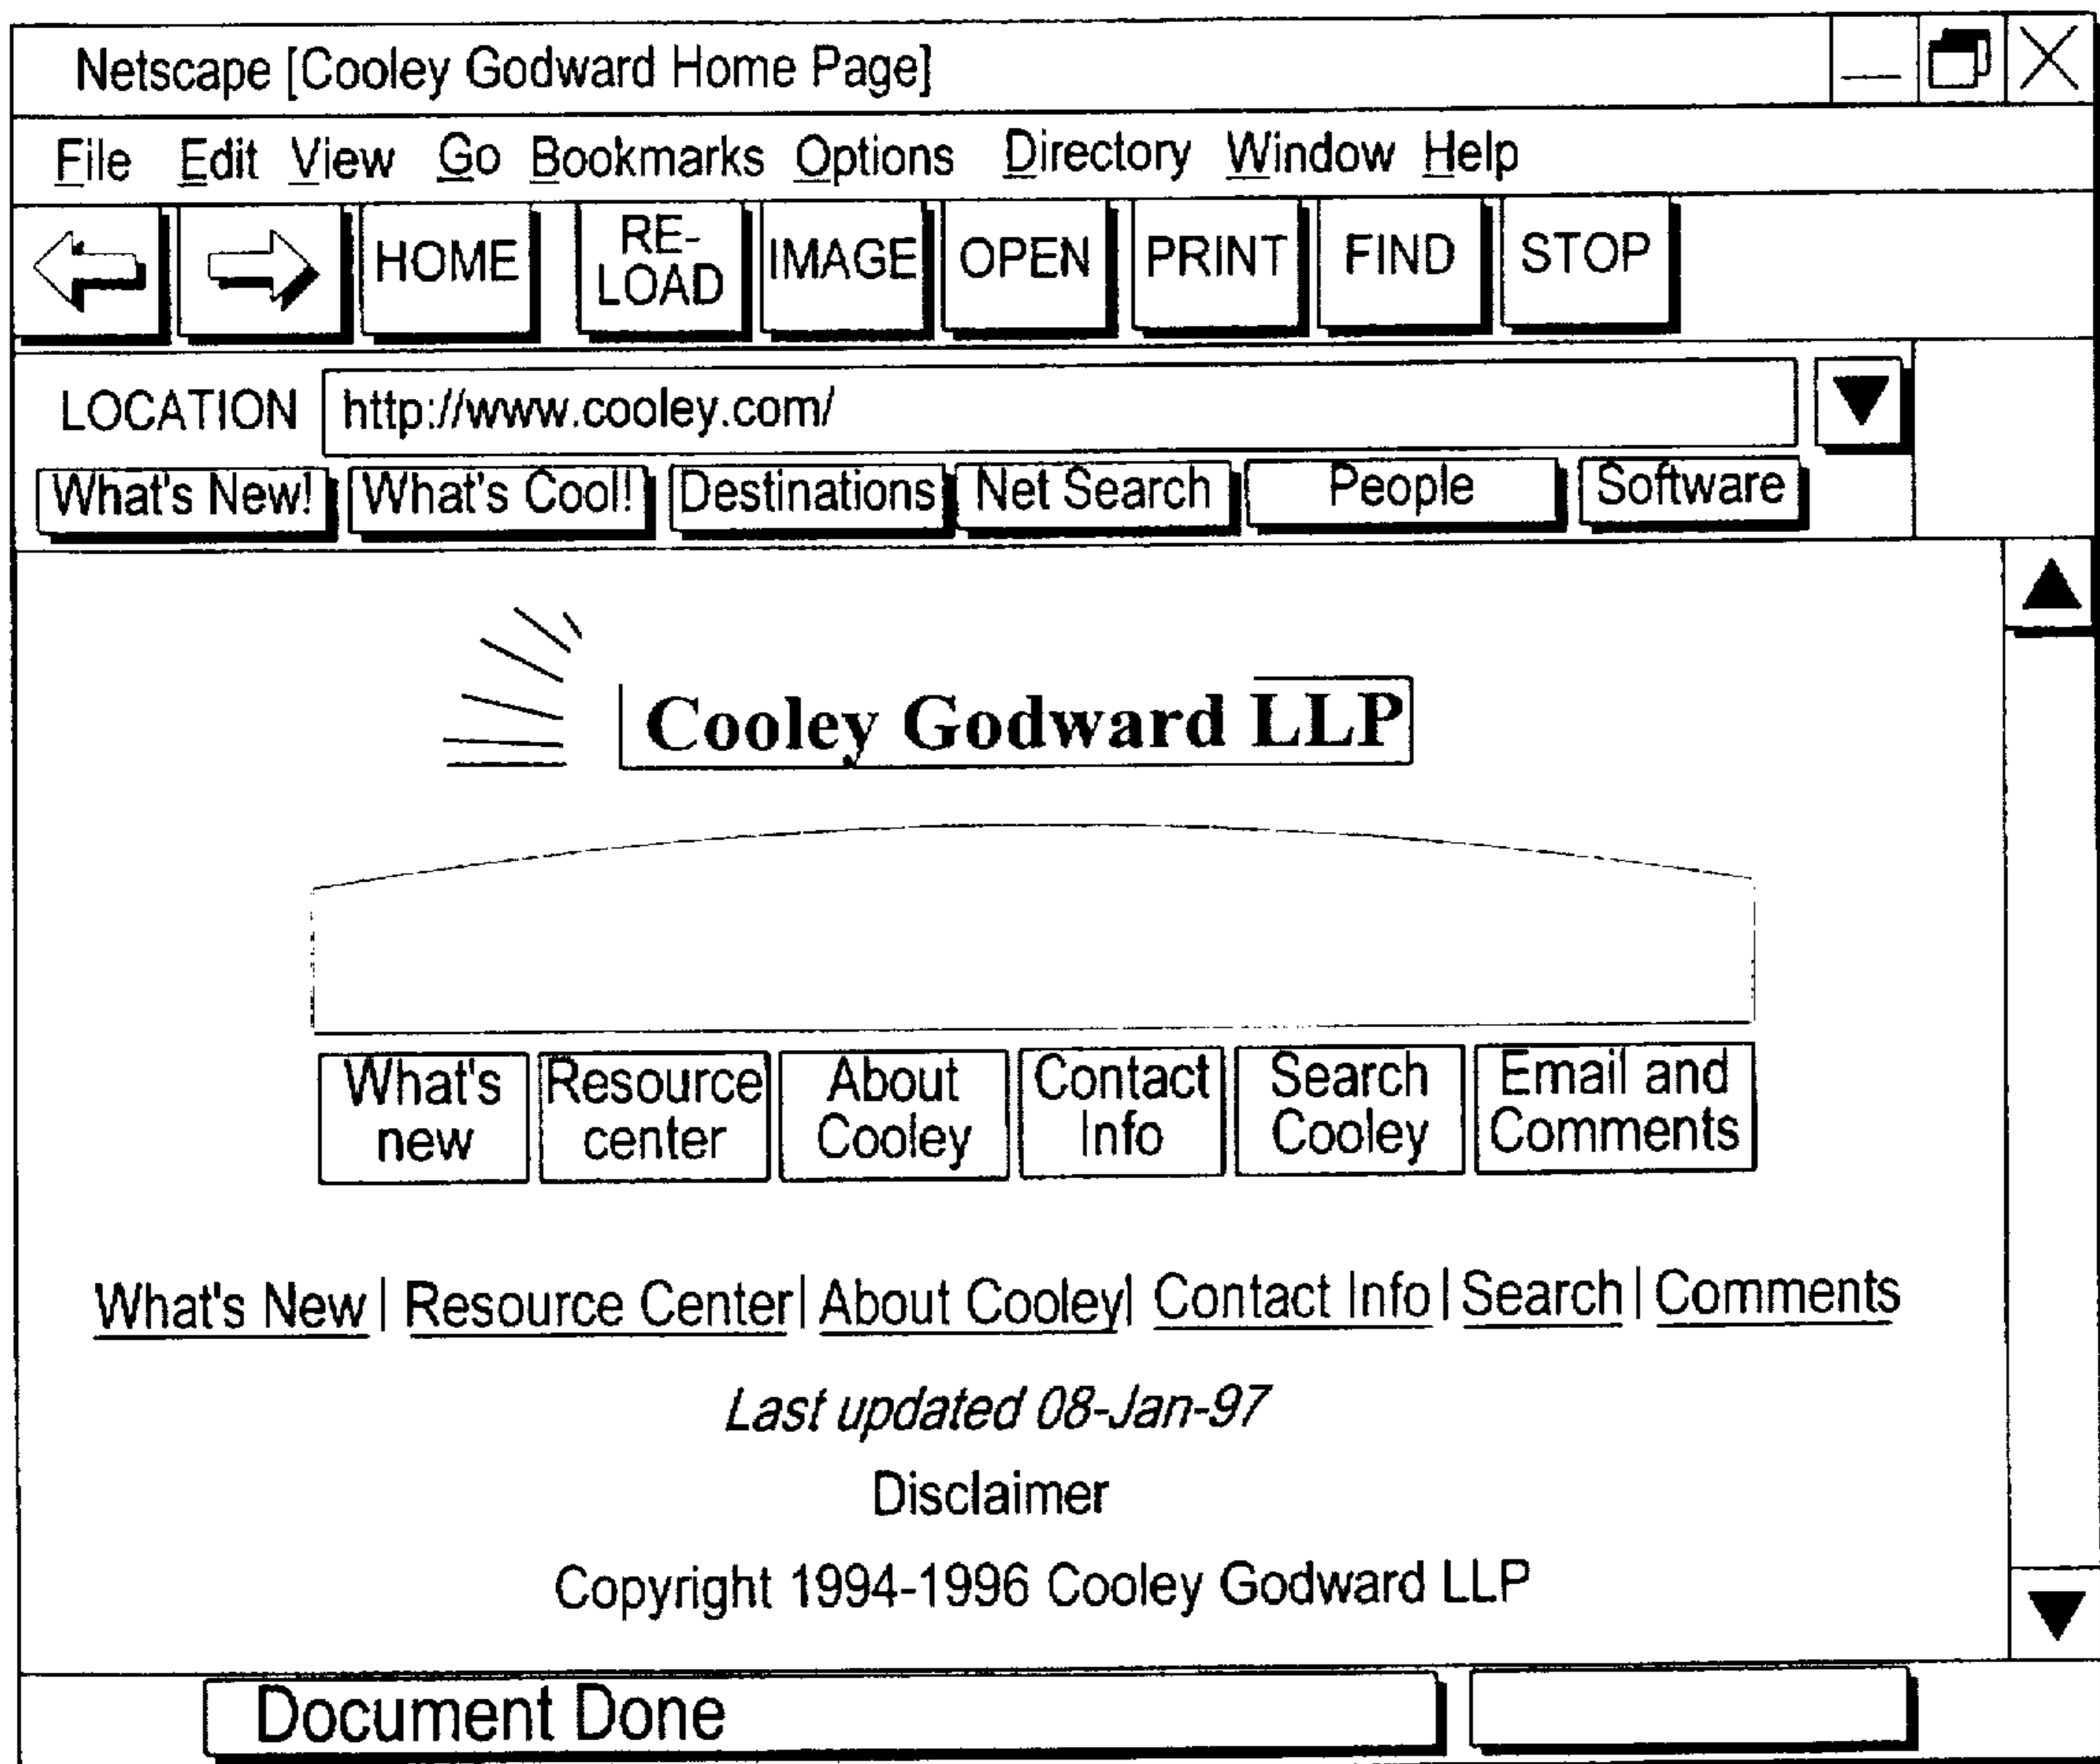 Netscape [Cooley Godward Home Page]
File Edit View Go Bookmarks Options Directory Window Help
HOME RE-LOAD IMAGE OPEN PRINT FIND STOP
LOCATION http://www.cooley.com/
What's New! What's Cool! Destinations Net Search People Software
Cooley Godward LLP
What's new Resource center About Cooley Contact Info Search Cooley Email and Comments
What's New | Resource Center | About Cooley | Contact Info | Search | Comments
Last updated 08-Jan-97
Disclaimer
Copyright 1994-1996 Cooley Godward LLP
Document Done